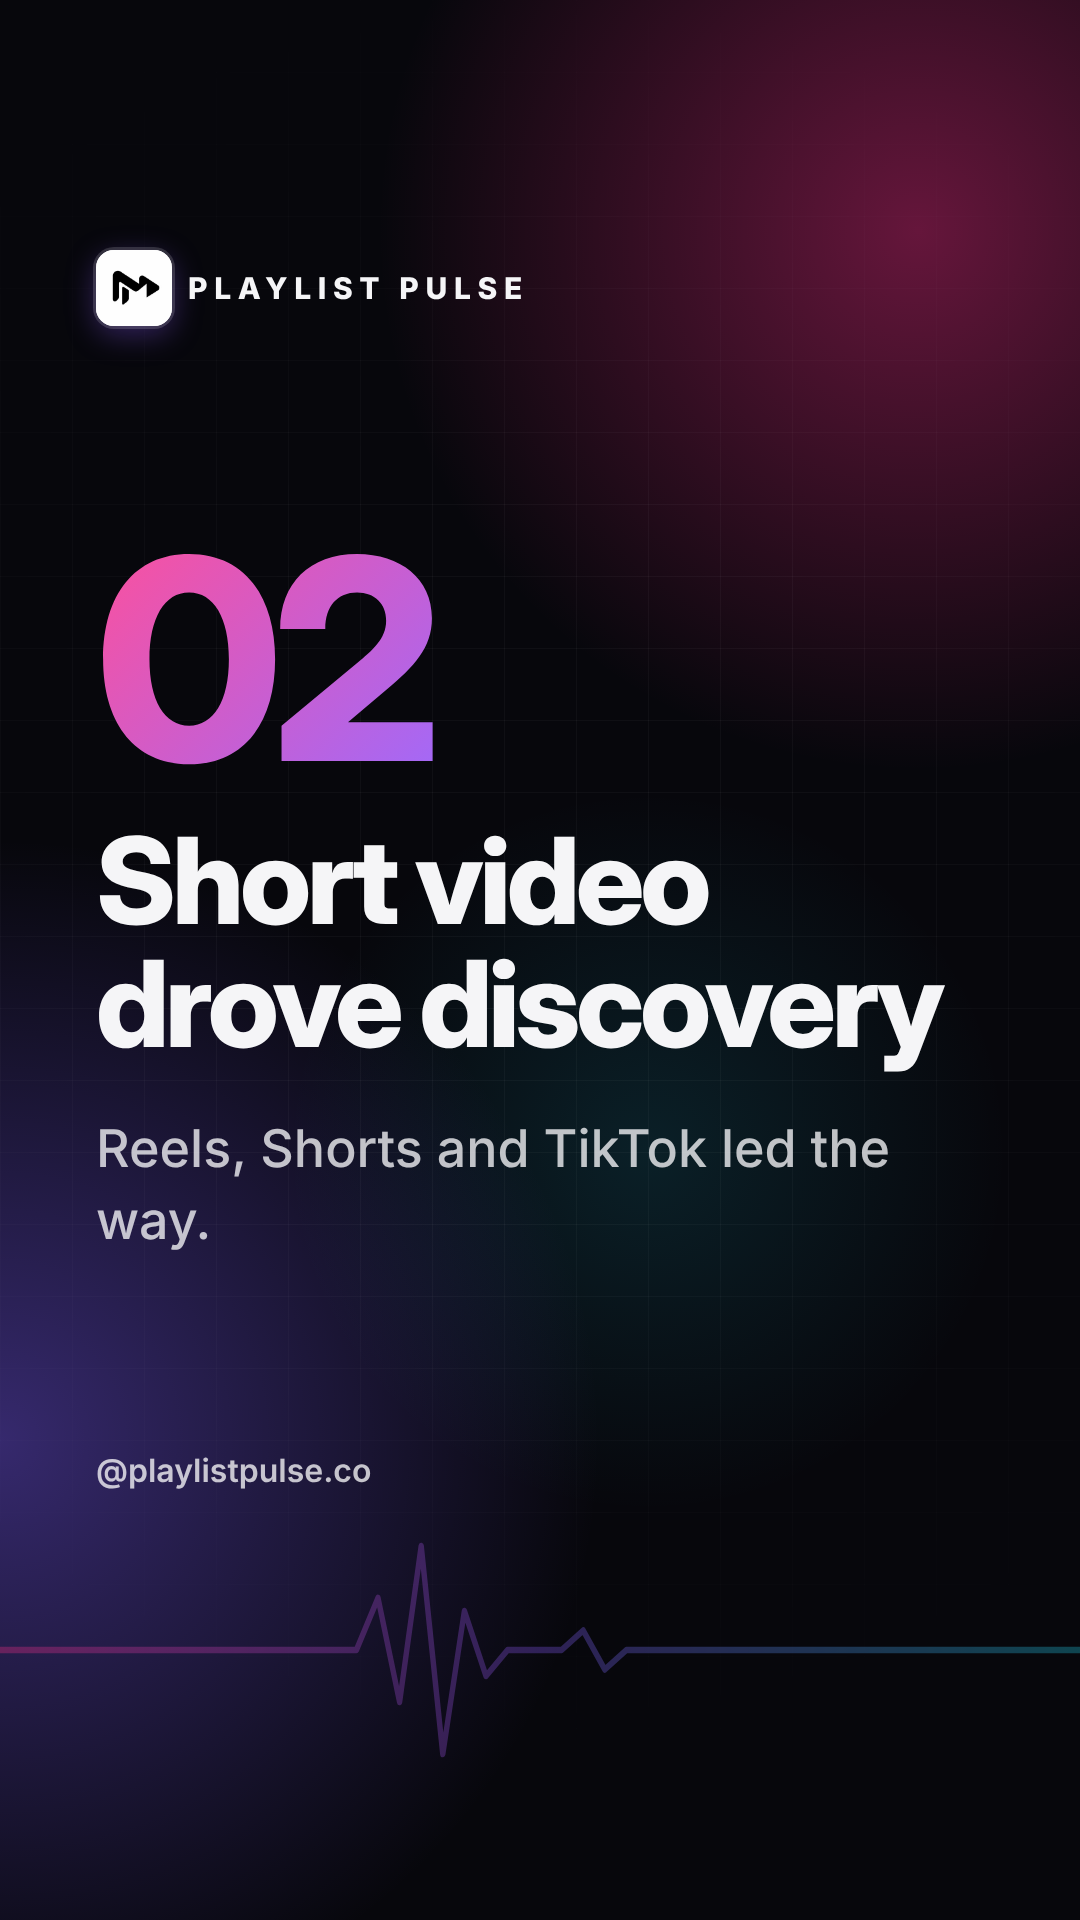 PLAYLIST PULSE
02
Short video
drove discovery
Reels, Shorts and TikTok led the
way.
@playlistpulse.co